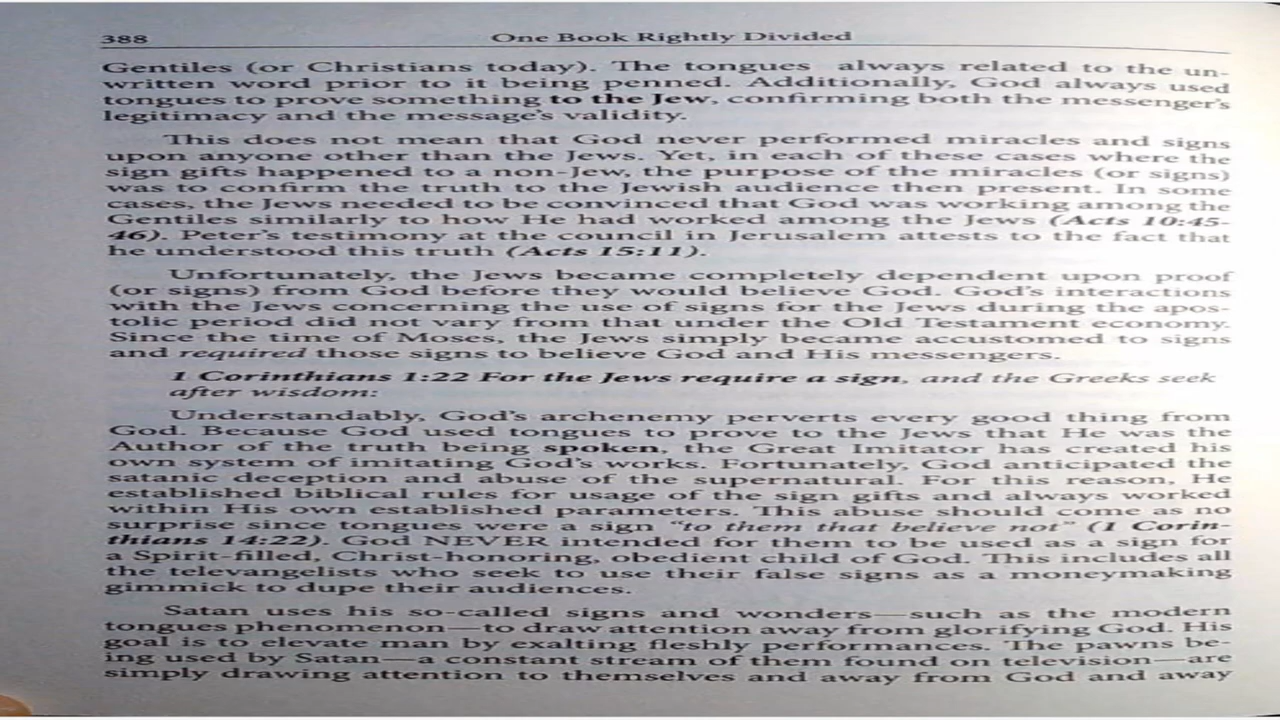 388 One Book Rightly Divided
Gentiles (or Christians today). The tongues always related to the un-
written word prior to it being penned. Additionally, God always used
tongues to prove something to the Jew, confirming both the messenger's
legitimacy and the message's validity.
This does not mean that God never performed miracles and signs
upon anyone other than the Jews. Yet, in each of these cases where the
sign gifts happened to a non-Jew, the purpose of the miracles (or signs)
was to confirm the truth to the Jewish audience then present. In some
cases, the Jews needed to be convinced that God was working among the
Gentiles similarly to how He had worked among the Jews (Acts 10:45-
46). Peter's testimony at the council in Jerusalem attests to the fact that
he understood this truth (Acts 15:11).
Unfortunately, the Jews became completely dependent upon proof
(or signs) from God before they would believe God. God's interactions
with the Jews concerning the use of signs for the Jews during the apos-
tolic period did not vary from that under the Old Testament economy.
Since the time of Moses, the Jews simply became accustomed to signs
and required those signs to believe God and His messengers.
1 Corinthians 1:22 For the Jews require a sign, and the Greeks seek
after wisdom:
Understandably, God's archenemy perverts every good thing from
God. Because God used tongues to prove to the Jews that He was the
Author of the truth being spoken, the Great Imitator has created his
own system of imitating God's works. Fortunately, God anticipated the
satanic deception and abuse of the supernatural. For this reason, He
established biblical rules for usage of the sign gifts and always worked
within His own established parameters. This abuse should come as no
surprise since tongues were a sign "to them that believe not" (1 Corin-
thians 14:22). God NEVER intended for them to be used as a sign for
a Spirit-filled, Christ-honoring, obedient child of God. This includes all
the televangelists who seek to use their false signs as a moneymaking
gimmick to dupe their audiences.
Satan uses his so-called signs and wonders—such as the modern
tongues phenomenon—to draw attention away from glorifying God. His
goal is to elevate man by exalting fleshly performances. The pawns be-
ing used by Satan—a constant stream of them found on television—are
simply drawing attention to themselves and away from God and away